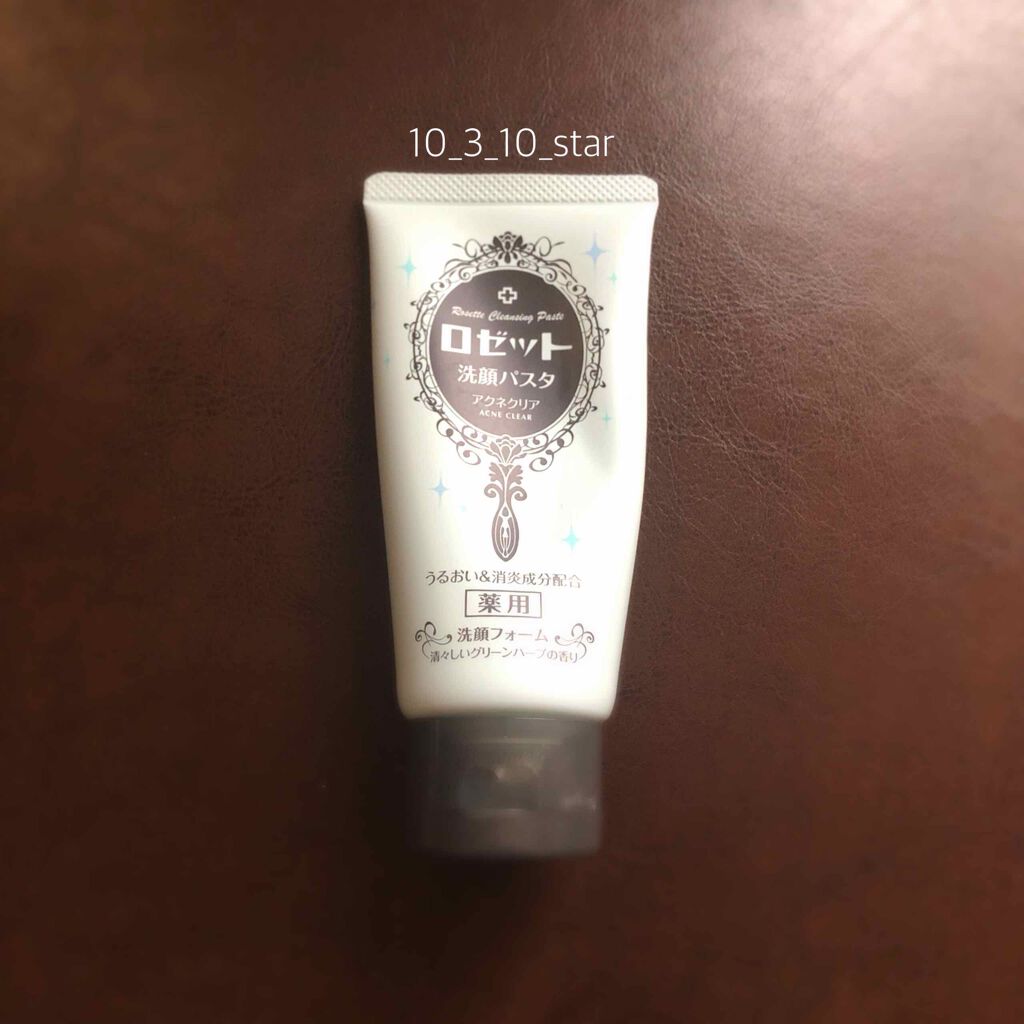 10_3_10_star
Rosette Cleansing Paste
ロゼット
洗顔パスタ
アクネクリア
ACNE CLEAR
うるおい&消炎成分配合
薬用
洗顔フォーム
清々しいグリーンハーブの香り